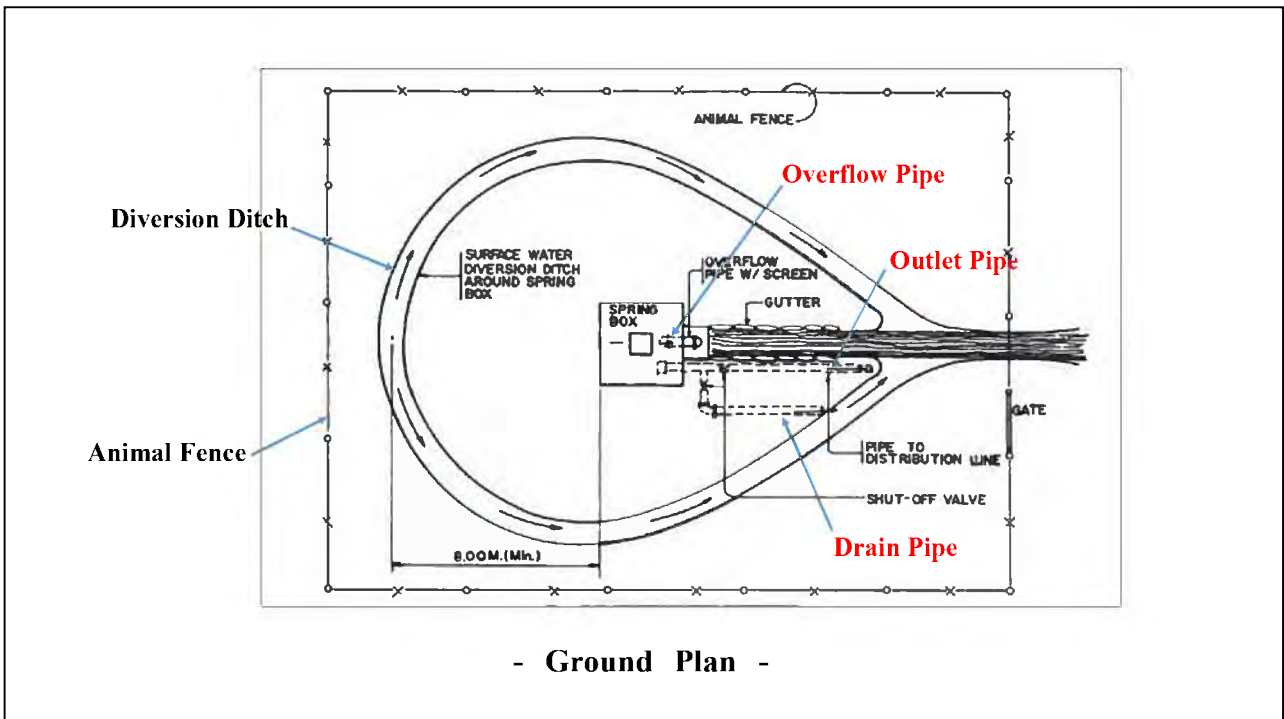 ANIMAL FENCE
Overflow Pipe
Diversion Ditch
SURFACE WATER
DIVERSION DITCH
AROUND SPRING
BOX
OVERFLOW
PIPE W/ SCREEN
Outlet Pipe
GUTTER
SPRING
BOX
GATE
Animal Fence
PIPE TO
DISTRIBUTION LINE
SHUT-OFF VALVE
Drain Pipe
8.00M.(Min.)
- Ground Plan -